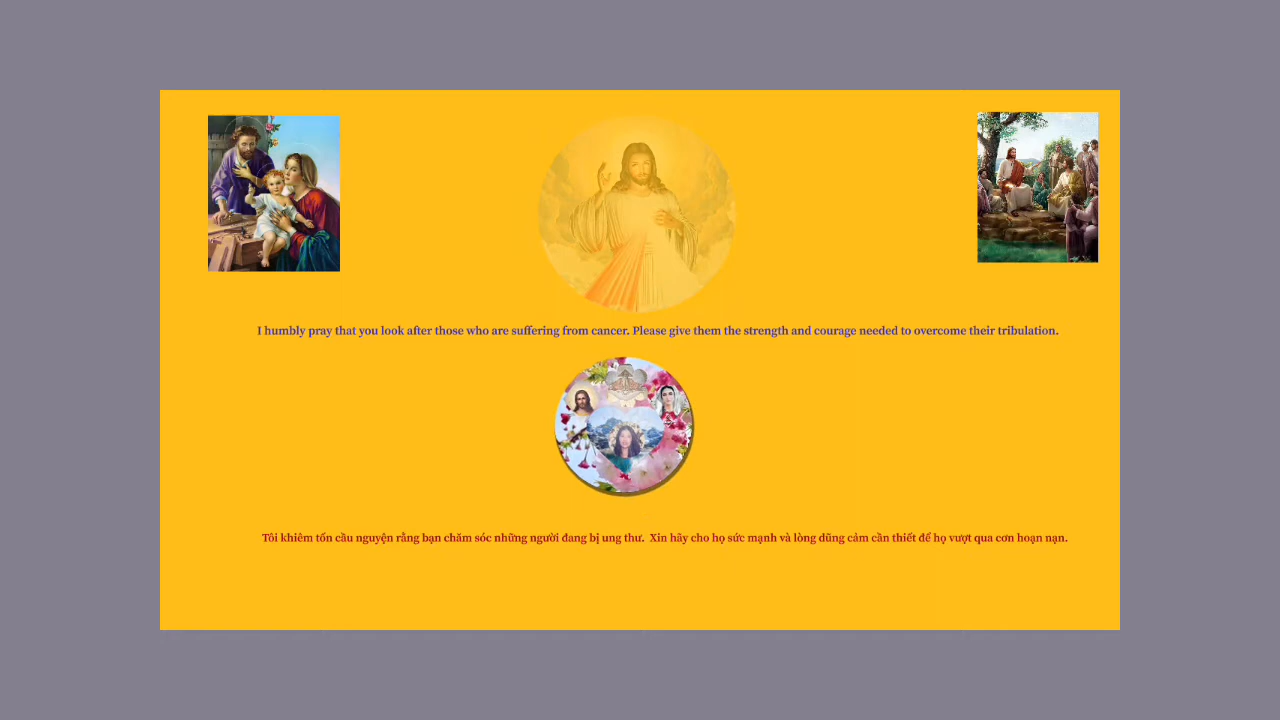 I humbly pray that you look after those who are suffering from cancer. Please give them the strength and courage needed to overcome their tribulation.
Tôi khiêm tốn cầu nguyện rằng bạn chăm sóc những người đang bị ung thư.  Xin hãy cho họ sức mạnh và lòng dũng cảm cần thiết để họ vượt qua cơn hoạn nạn.